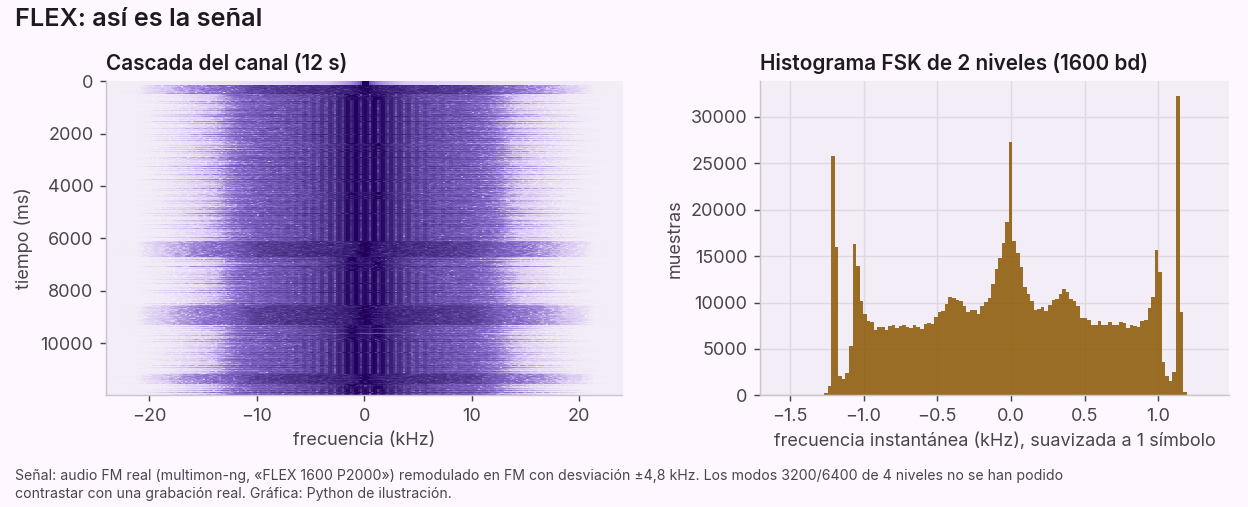 FLEX: así es la señal
Cascada del canal (12 s)
0
2000
4000
6000
8000
10000
tiempo (ms)
−20
−10
0
10
20
frecuencia (kHz)
Histograma FSK de 2 niveles (1600 bd)
30000
25000
20000
15000
10000
5000
0
muestras
−1.5
−1.0
−0.5
0.0
0.5
1.0
frecuencia instantánea (kHz), suavizada a 1 símbolo
Señal: audio FM real (multimon-ng, «FLEX 1600 P2000») remodulado en FM con desviación ±4,8 kHz. Los modos 3200/6400 de 4 niveles no se han podido
contrastar con una grabación real. Gráfica: Python de ilustración.